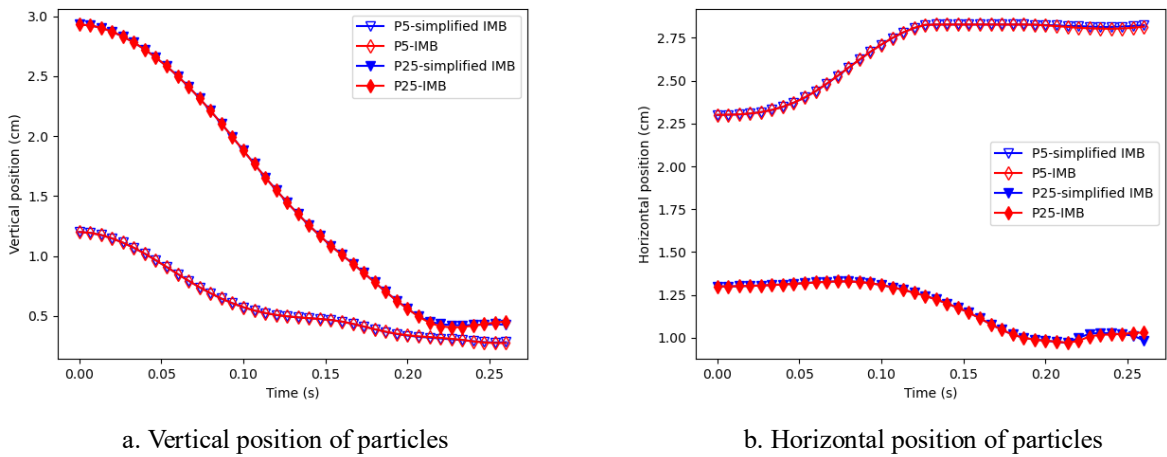 3.0
2.5
2.0
1.5
1.0
0.5
Vertical position (cm)
0.00 0.05 0.10 0.15 0.20 0.25
Time (s)
P5-simplified IMB
P5-IMB
P25-simplified IMB
P25-IMB
a. Vertical position of particles
2.75
2.50
2.25
2.00
1.75
1.50
1.25
1.00
Horizontal position (cm)
0.00 0.05 0.10 0.15 0.20 0.25
Time (s)
P5-simplified IMB
P5-IMB
P25-simplified IMB
P25-IMB
b. Horizontal position of particles